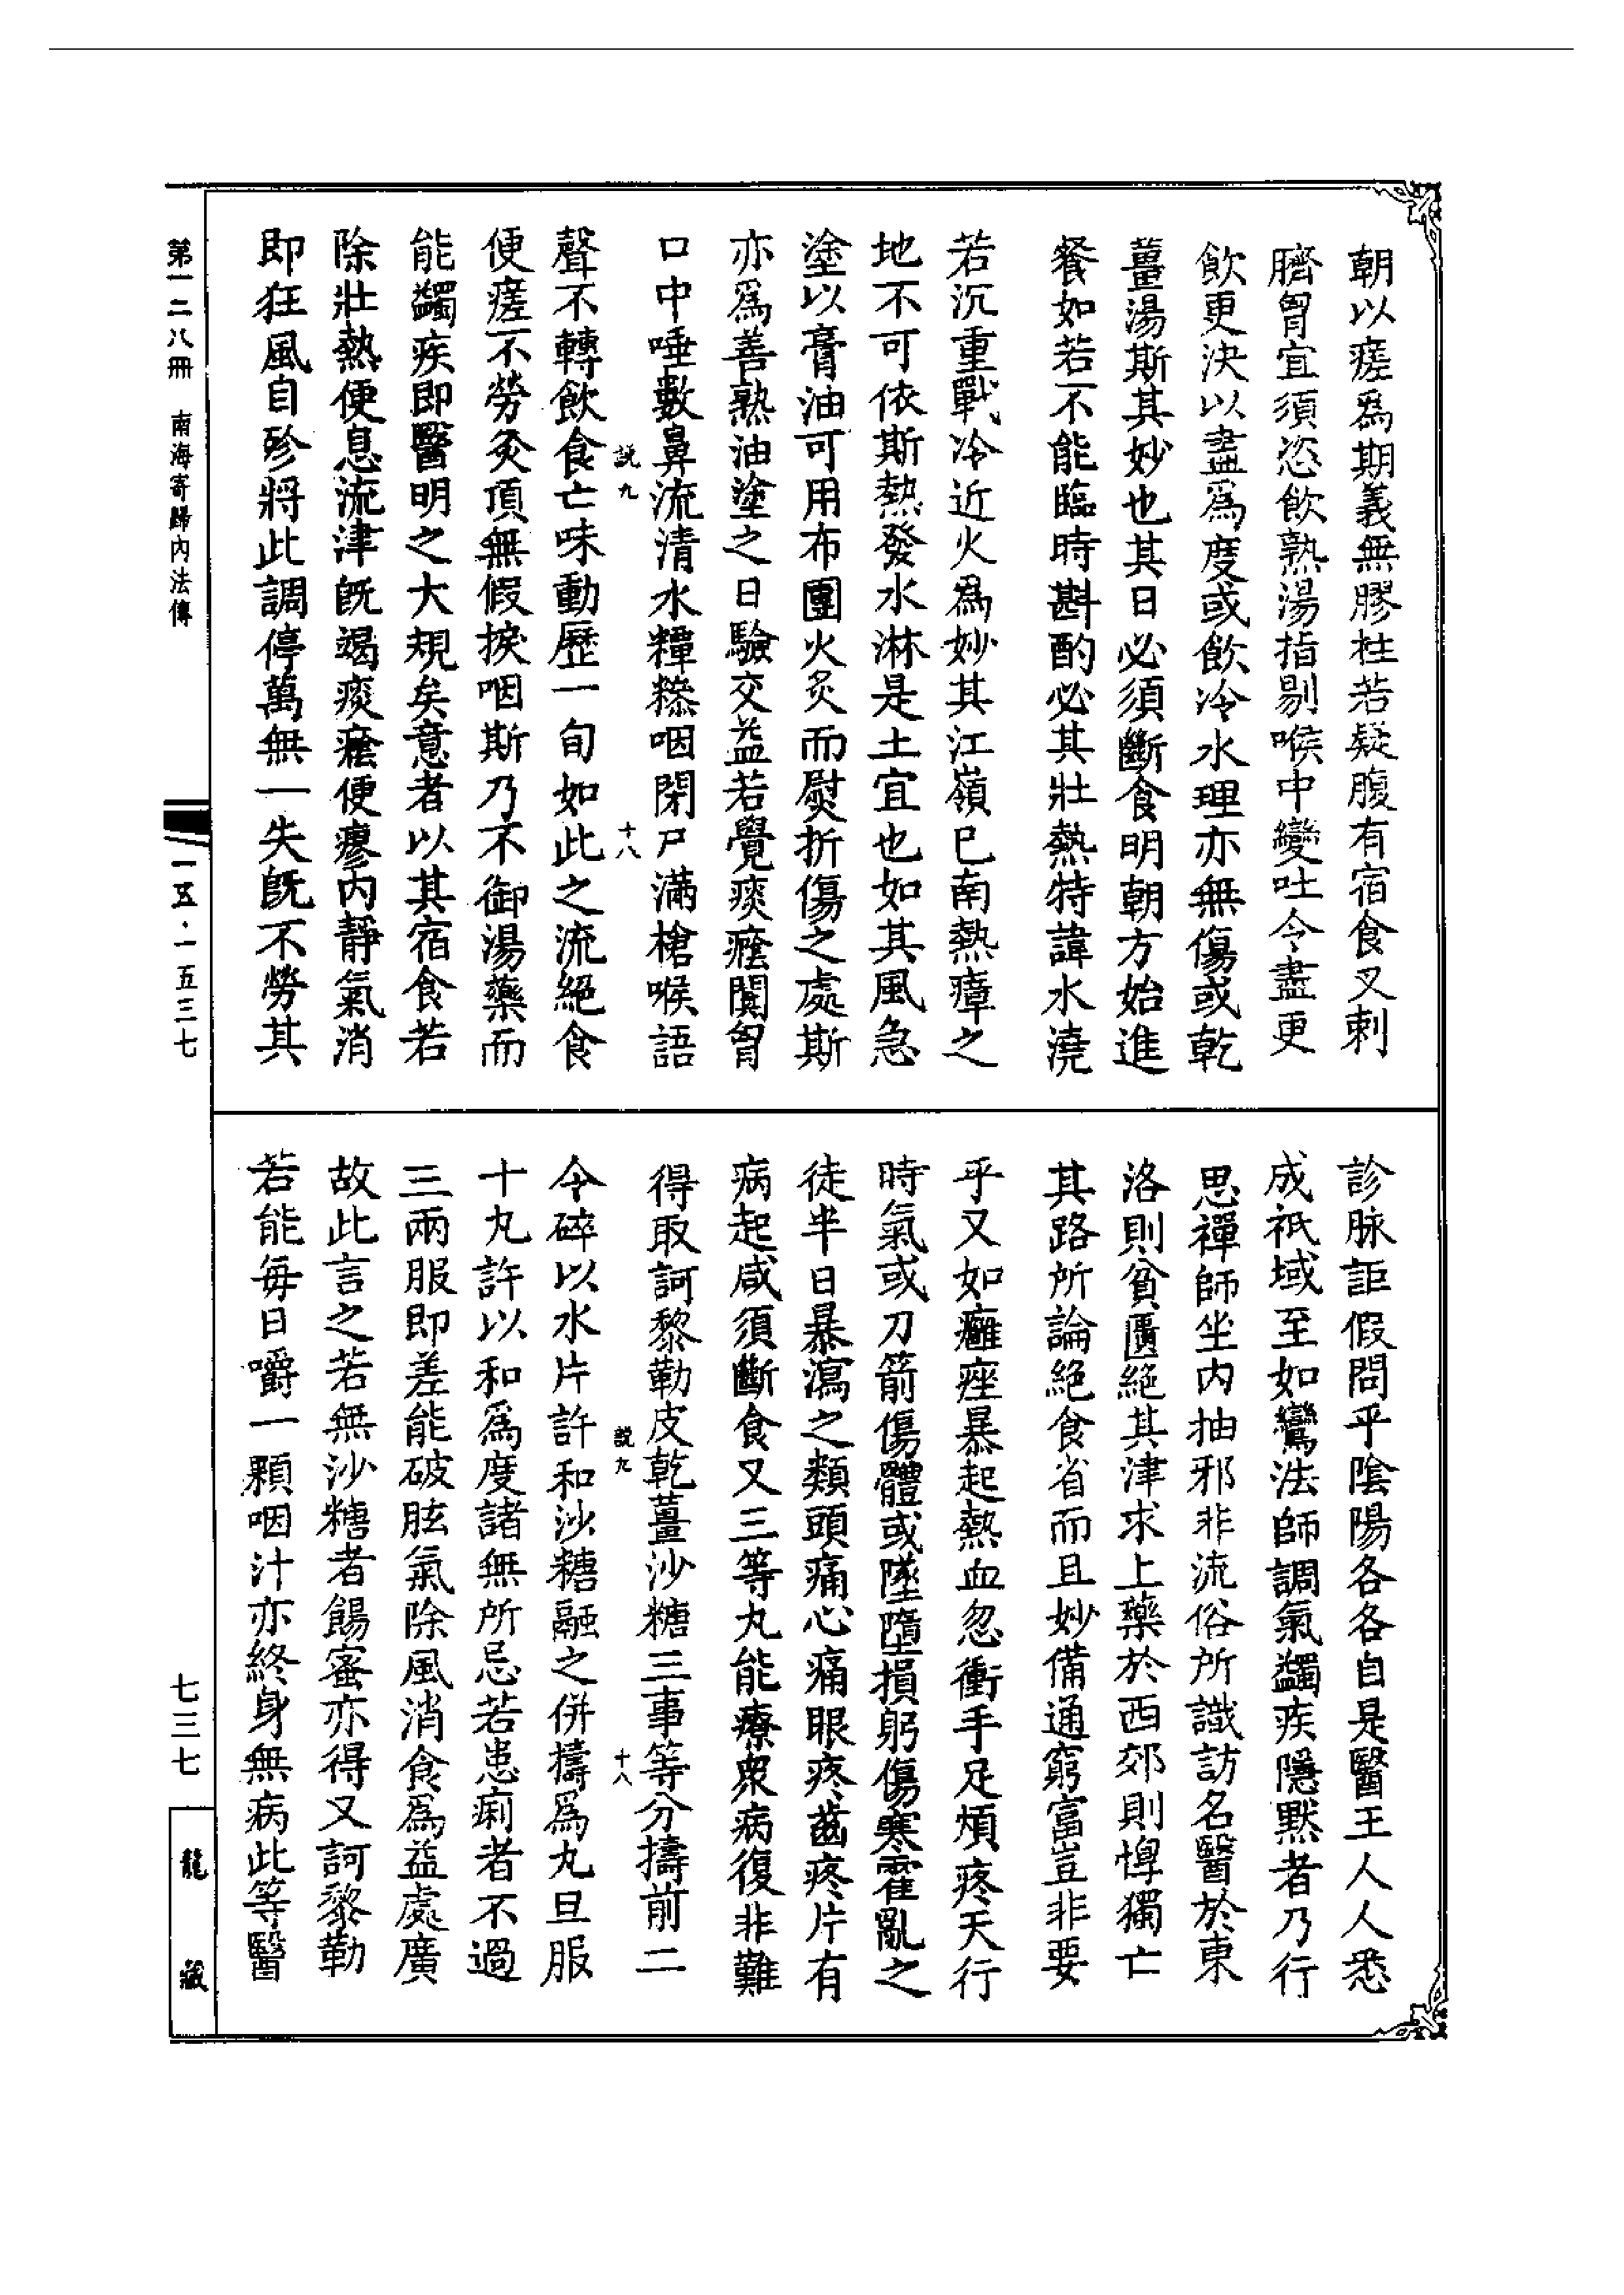 朝以瘥爲期義無膠柱若疑腹有宿食叉刺
臍胷宜須恣飲熟湯指剔喉中變吐令盡更
飲更決以盡爲度或飲冷水理亦無傷或乾
薑湯斯其妙也其日必須斷食明朝方始進
餐如若不能臨時斟酌必其壯熱特諱水澆
若沉重戰冷近火爲妙其江嶺巳南熱瘴之
地不可依斯熱發水淋是土宜也如其風急
塗以膏油可用布團火炙而熨折傷之處斯
亦爲善熟油塗之日驗交益若覺痰癊闐胷
口中唾數鼻流清水𥼷𥼷咽閉戸滿槍喉語
聲不轉飲食亡味動歷一旬如此之流絕食
便瘥不勞灸頂無假捩咽斯乃不御湯藥而
能蠲疾即醫明之大規矣意者以其宿食若
除壯熱便息流津旣竭痰癊便瘳内靜氣消
即狂風自殄將此調停萬無一失旣不勞其
説九
十八
診脉詎假問乎陰陽各各自是醫王人人悉
成祇域至如鸞法師調氣蠲疾隱默者乃行
思禪師坐内抽邪非流俗所識訪名醫於東
洛則貧匱絕其津求上藥於西郊則惸獨亡
其路所論絕食省而且妙備通窮富豈非要
乎又如癰痤暴起熱血忽衝手足煩疼天行
時氣或刀箭傷體或墜墮損躬傷寒霍亂之
徒半日暴瀉之類頭痛心痛眼疼齒疼片有
病起咸須斷食又三等丸能療衆病復非難
得取訶黎勒皮乾薑沙糖三事等分擣前二
令碎以水片許和沙糖融之併擣爲丸旦服
十丸許以和爲度諸無所忌若患痢者不過
三兩服即差能破胘氣除風消食爲益處廣
故此言之若無沙糖者餳蜜亦得又訶黎勒
若能每日嚼一顆咽汁亦終身無病此等醫
説九
十八
第一二八冊　南海寄歸内法傳
一五·一五三七
七三七
龍藏